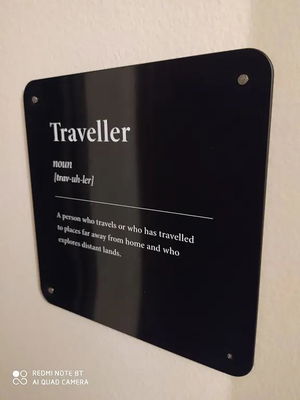 Traveller
noun
[trav-uh-ler]
A person who travels or who has travelled
to places far away from home and who
explores distant lands.
REDMI NOTE 8T
AI QUAD CAMERA